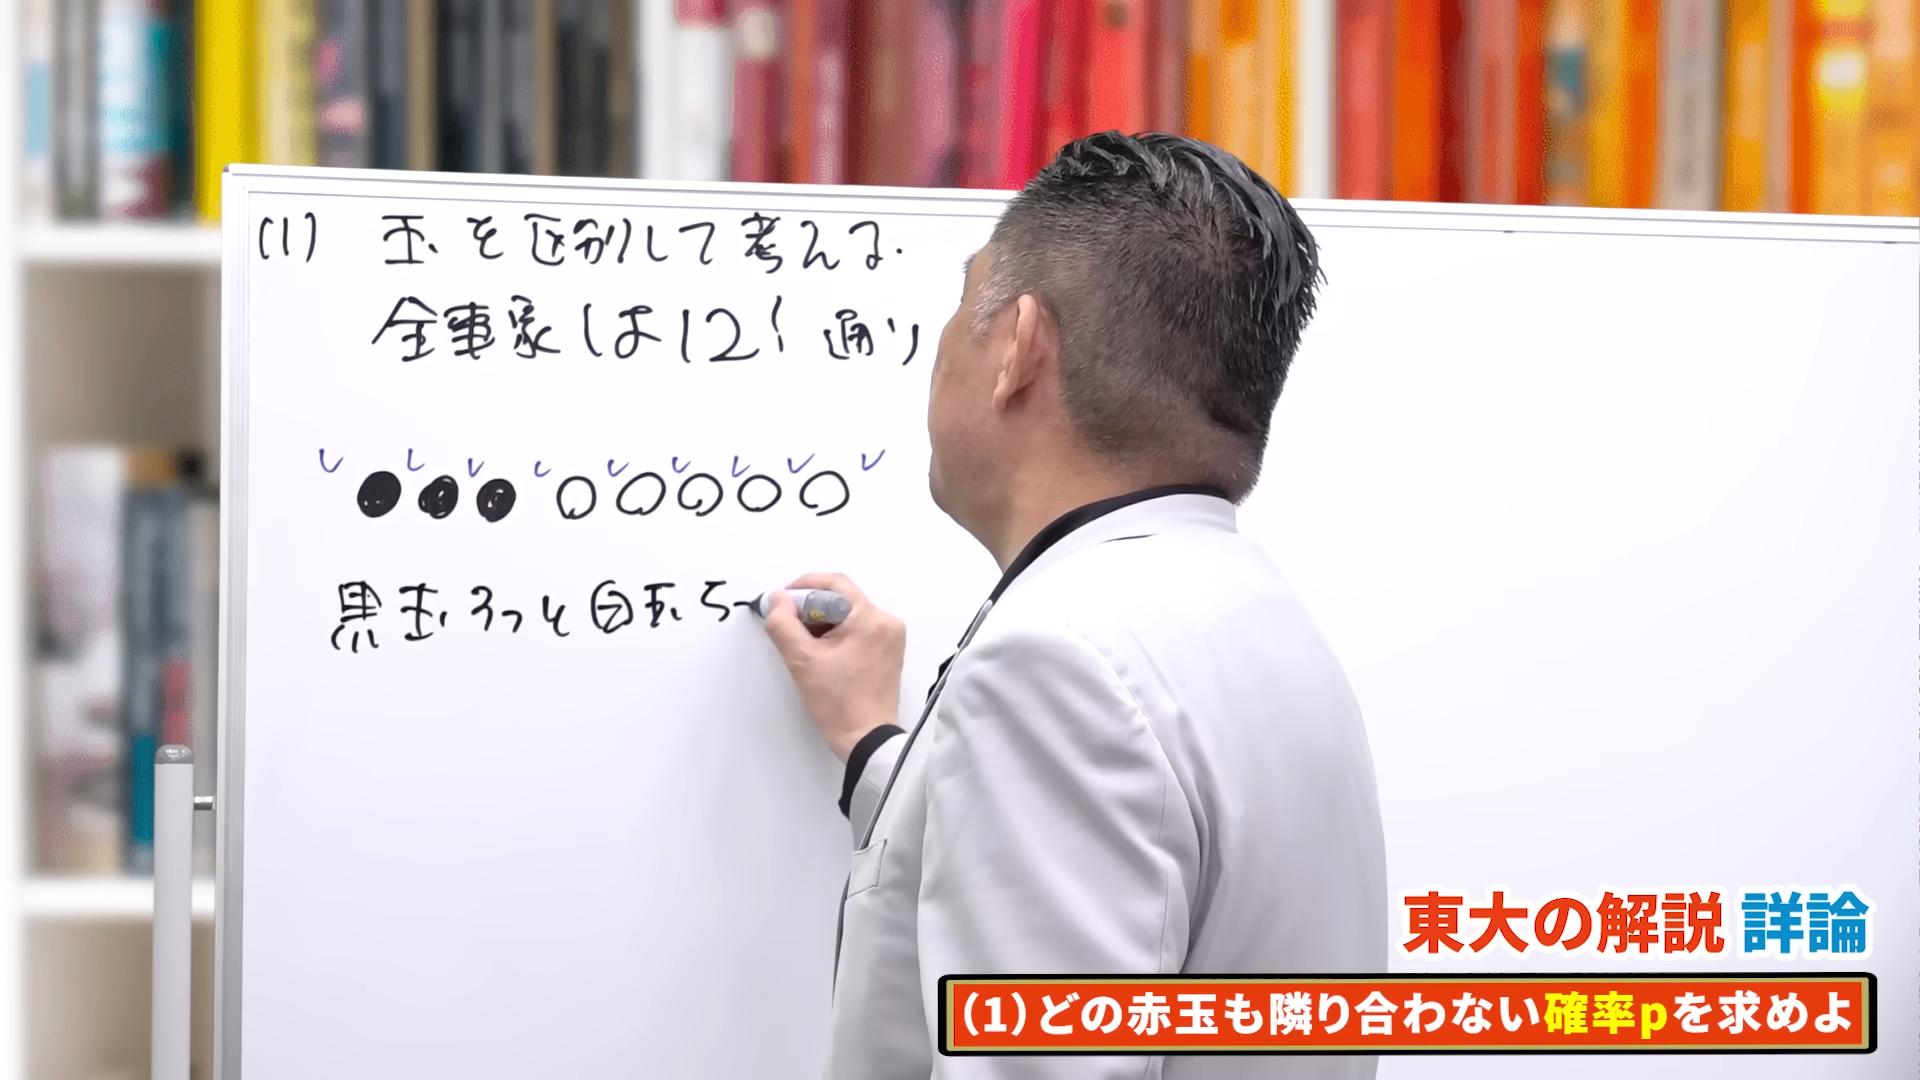 (1) 玉を区別して考える.
全事象は12! 通り
黒玉3つと白玉5
東大の解説 詳論
(1)どの赤玉も隣り合わない確率pを求めよ